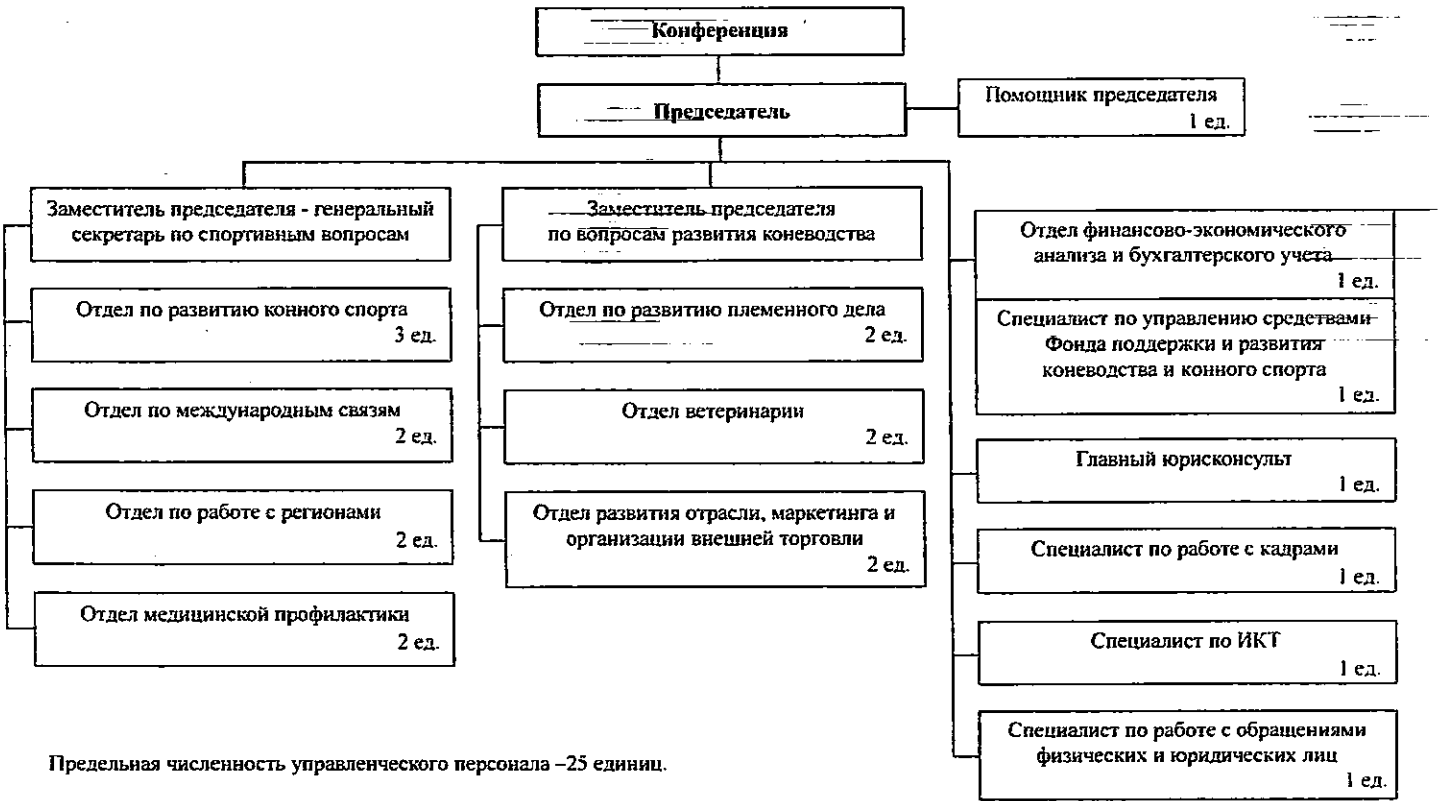 Конференция
Председатель
Помощник председателя
1 ед.
Заместитель председателя - генеральный
секретарь по спортивным вопросам
Отдел по развитию конного спорта
3 ед.
Отдел по международным связям
2 ед.
Отдел по работе с регионами
2 ед.
Отдел медицинской профилактики
2 ед.
Заместитель председателя
по вопросам развития коневодства
Отдел по развитию племенного дела
2 ед.
Отдел ветеринарии
2 ед.
Отдел развития отрасли, маркетинга и
организации внешней торговли
2 ед.
Отдел финансово-экономического
анализа и бухгалтерского учета
1 ед.
Специалист по управлению средствами
Фонда поддержки и развития
коневодства и конного спорта
1 ед.
Главный юрисконсульт
1 ед.
Специалист по работе с кадрами
1 ед.
Специалист по ИКТ
1 ед.
Специалист по работе с обращениями
физических и юридических лиц
1 ед.
Предельная численность управленческого персонала –25 единиц.